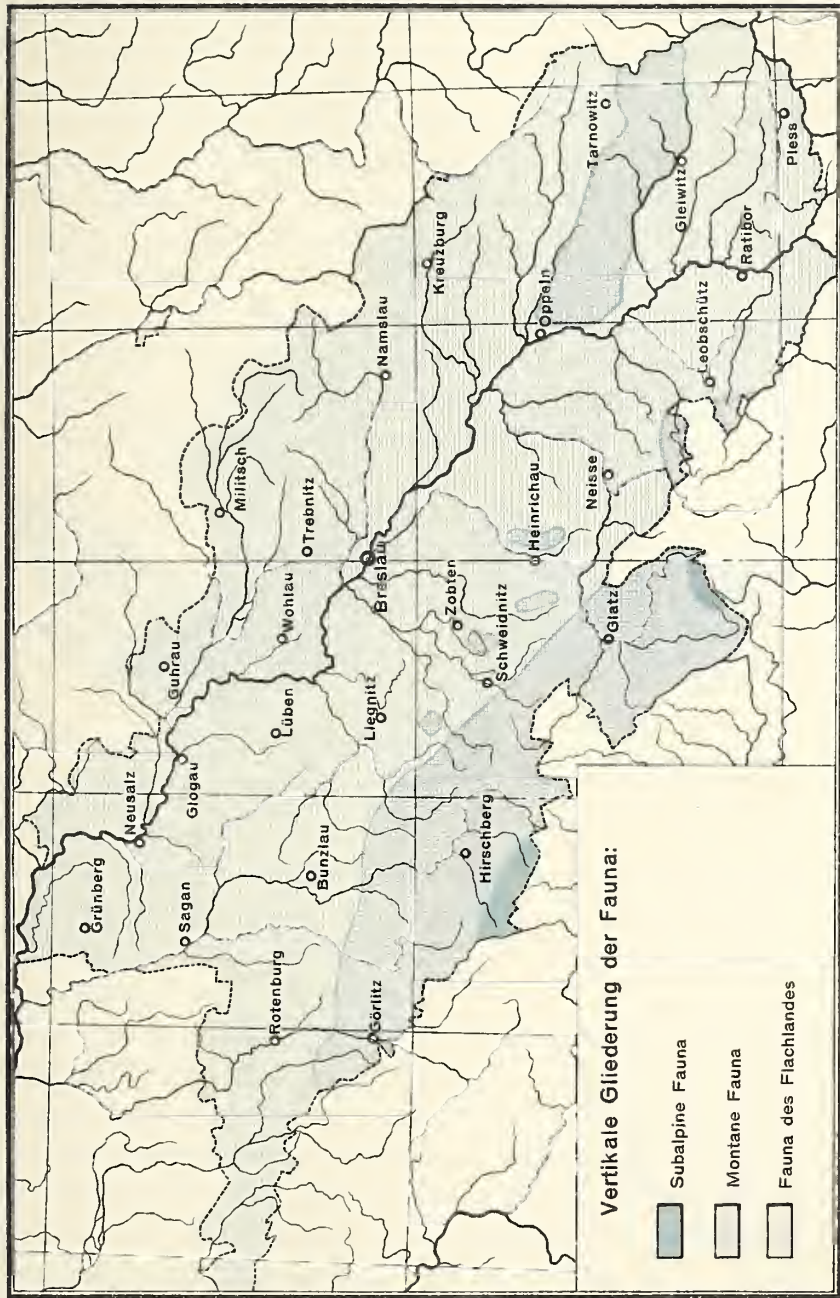 Grünberg
Neusalz
Guhrau
Militsch
Sagan
Glogau
Wohlau
Trebnitz
Namslau
Kreuzburg
Rotenburg
Bunzlau
Lüben
Liegnitz
Breslau
Görlitz
Hirschberg
Schweidnitz
Zobten
Heinrichau
Oppeln
Tarnowitz
Glatz
Neisse
Leobschütz
Gleiwitz
Ratibor
Pless
Vertikale Gliederung der Fauna:
Subalpine Fauna
Montane Fauna
Fauna des Flachlandes